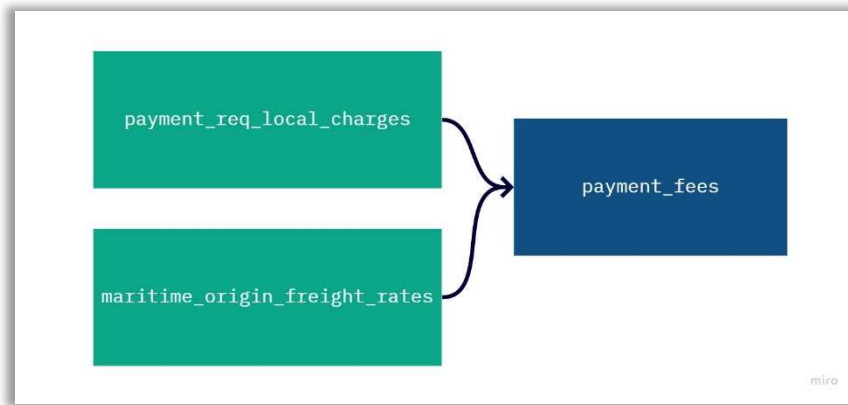 payment_req_local_charges
payment_fees
maritime_origin_freight_rates
miro